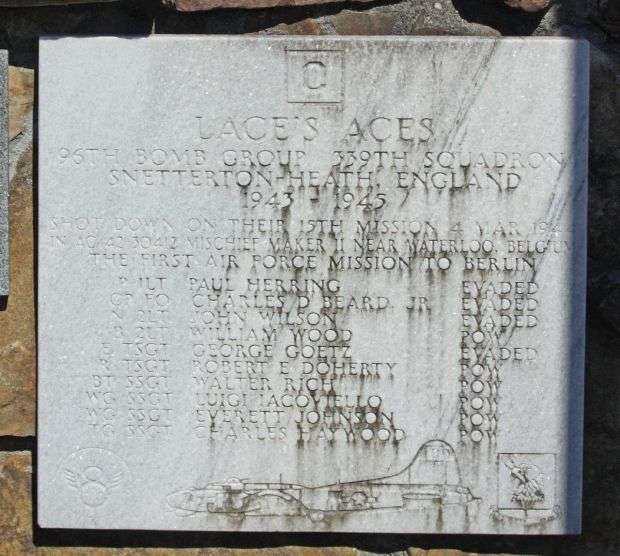 C
LACE'S ACES
96TH BOMB GROUP 339TH SQUADRON
SNETTERTON-HEATH, ENGLAND
1943 - 1945
SHOT DOWN ON THEIR 15TH MISSION 4 MAR 194
IN AC 42-30412 MISCHIEF MAKER II NEAR WATERLOO, BELGIUM
THE FIRST AIR FORCE MISSION TO BERLIN
P 1LT PAUL HERRING EVADED
CP FO CHARLES D BEARD, JR. EVADED
N 2LT JOHN WILSON EVADED
B 2LT WILLIAM WOOD POW
E TSGT GEORGE GOETZ EVADED
R TSGT ROBERT E DOHERTY POW
BT SSGT WALTER RICH POW
WG SSGT LUIGI IACOVIELLO POW
WG SSGT EVERETT JOHNSON POW
SSGT CHARLES HAYWOOD POW